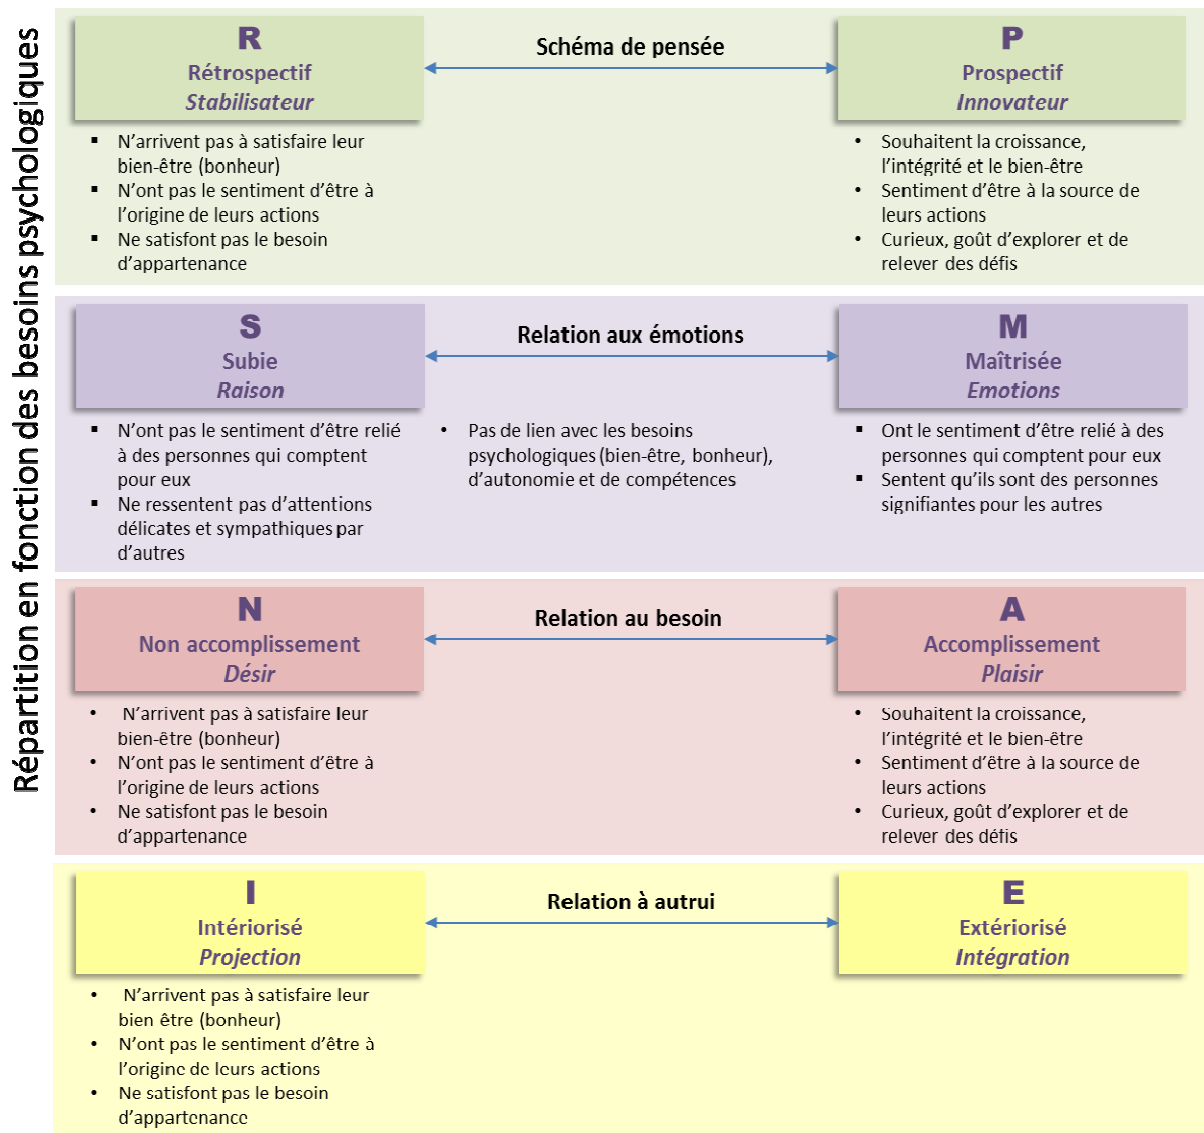 Répartition en fonction des besoins psychologiques
R
Rétrospectif
Stabilisateur
Schéma de pensée
P
Prospectif
Innovateur
▪ N'arrivent pas à satisfaire leur
bien-être (bonheur)
▪ N'ont pas le sentiment d'être à
l'origine de leurs actions
▪ Ne satisfont pas le besoin
d'appartenance
• Souhaitent la croissance,
l'intégrité et le bien-être
• Sentiment d'être à la source de
leurs actions
• Curieux, goût d'explorer et de
relever des défis
S
Subie
Raison
Relation aux émotions
M
Maîtrisée
Emotions
▪ N'ont pas le sentiment d'être relié
à des personnes qui comptent
pour eux
▪ Ne ressentent pas d'attentions
délicates et sympathiques par
d'autres
• Pas de lien avec les besoins
psychologiques (bien-être, bonheur),
d'autonomie et de compétences
▪ Ont le sentiment d'être relié à des
personnes qui comptent pour eux
▪ Sentent qu'ils sont des personnes
signifiantes pour les autres
N
Non accomplissement
Désir
Relation au besoin
A
Accomplissement
Plaisir
• N'arrivent pas à satisfaire leur
bien-être (bonheur)
• N'ont pas le sentiment d'être à
l'origine de leurs actions
• Ne satisfont pas le besoin
d'appartenance
• Souhaitent la croissance,
l'intégrité et le bien-être
• Sentiment d'être à la source de
leurs actions
• Curieux, goût d'explorer et de
relever des défis
I
Intériorisé
Projection
Relation à autrui
E
Extériorisé
Intégration
• N'arrivent pas à satisfaire leur
bien être (bonheur)
• N'ont pas le sentiment d'être à
l'origine de leurs actions
• Ne satisfont pas le besoin
d'appartenance